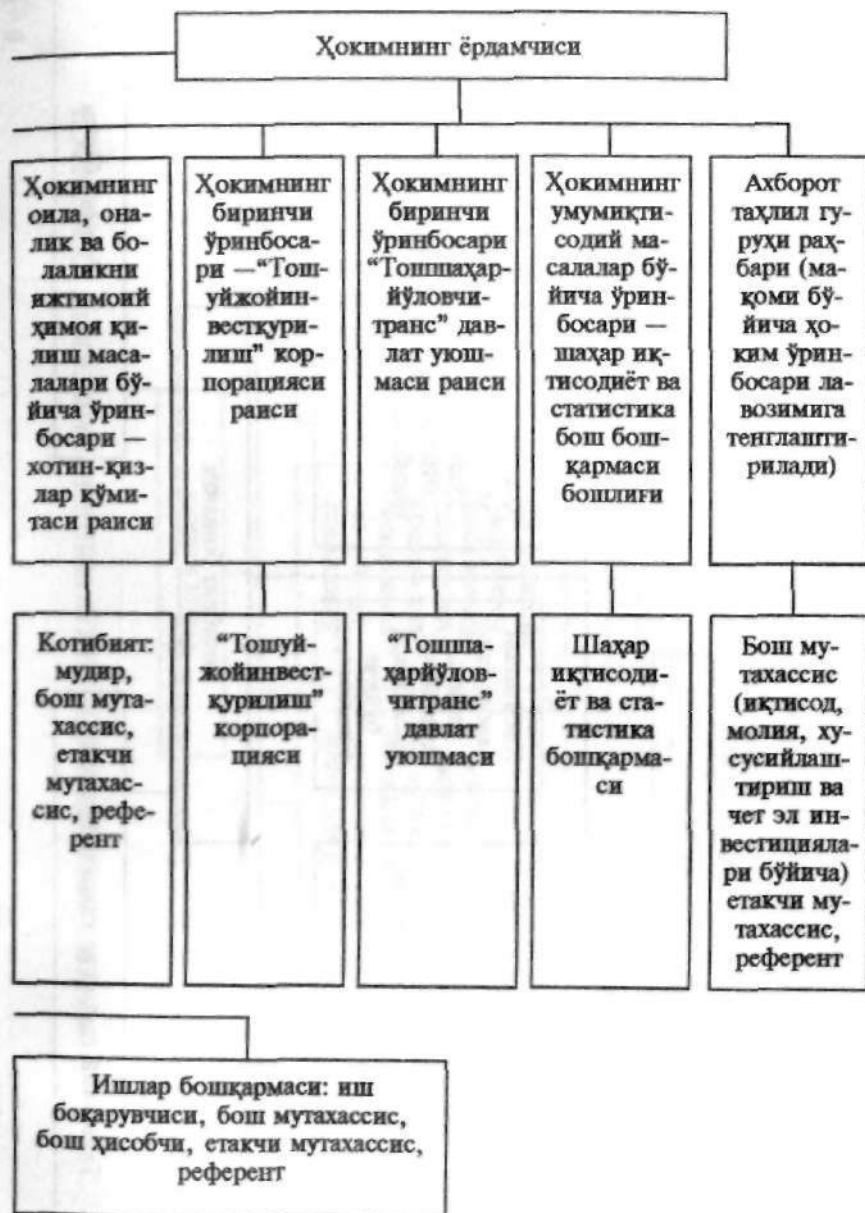 Ҳокимнинг ёрдамчиси
Ҳокимнинг
оила, она-
лик ва бо-
лаликни
ижтимоий
ҳимоя қи-
лиш маса-
лалари бў-
йича ўрин-
босари —
хотин-қиз-
лар қўми-
таси раиси
Ҳокимнинг
биринчи
ўринбоса-
ри —“Тош-
уйжойин-
вестқури-
лиш” кор-
порацияси
раиси
Ҳокимнинг
биринчи
ўринбосари
“Тошшаҳар-
йўловчи-
транс” дав-
лат уюш-
маси раиси
Ҳокимнинг
умумиқти-
содий ма-
салалар бў-
йича ўрин-
босари —
шаҳар иқ-
тисодиёт ва
статистика
бош бош-
қармаси
бошлиғи
Ахборот
таҳлил гу-
руҳи раҳ-
бари (ма-
қоми бў-
йича ҳо-
ким ўрин-
босари ла-
возимига
тенглашти-
рилади)
Котибият:
мудир,
бош мута-
хассис,
етакчи
мутахас-
сис, рефе-
рент
“Тошуй-
жойинвест-
қурилиш”
корпора-
цияси
“Тошша-
ҳарйўлов-
читранс”
давлат
уюшмаси
Шаҳар
иқтисоди-
ёт ва ста-
тистика
бошқарма-
си
Бош му-
тахассис
(иқтисод,
молия, ху-
сусийлаш-
тириш ва
чет эл ин-
вестицияла-
ри бўйича)
етакчи му-
тахассис,
референт
Ишлар бошқармаси: иш
боқарувчиси, бош мутахассис,
бош ҳисобчи, етакчи мутахассис,
референт